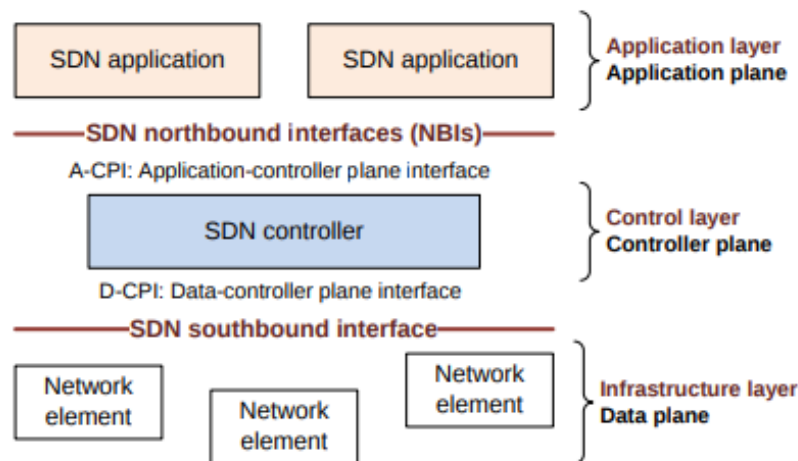 SDN application
SDN application
Application layer
Application plane
SDN northbound interfaces (NBIs)
A-CPI: Application-controller plane interface
SDN controller
Control layer
Controller plane
D-CPI: Data-controller plane interface
SDN southbound interface
Network
element
Network
element
Network
element
Infrastructure layer
Data plane